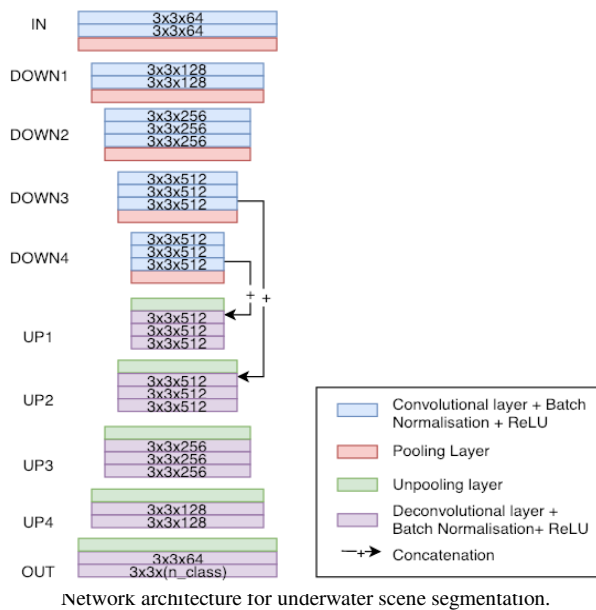 IN
3x3x64
3x3x64
DOWN1
3x3x128
3x3x128
DOWN2
3x3x256
3x3x256
3x3x256
DOWN3
3x3x512
3x3x512
3x3x512
DOWN4
3x3x512
3x3x512
3x3x512
+
+
UP1
3x3x512
3x3x512
3x3x512
UP2
3x3x512
3x3x512
3x3x512
UP3
3x3x256
3x3x256
3x3x256
UP4
3x3x128
3x3x128
OUT
3x3x64
3x3x(n_class)
Convolutional layer + Batch
Normalisation + ReLU
Pooling Layer
Unpooling layer
Deconvolutional layer +
Batch Normalisation+ ReLU
+
Concatenation
Network architecture for underwater scene segmentation.